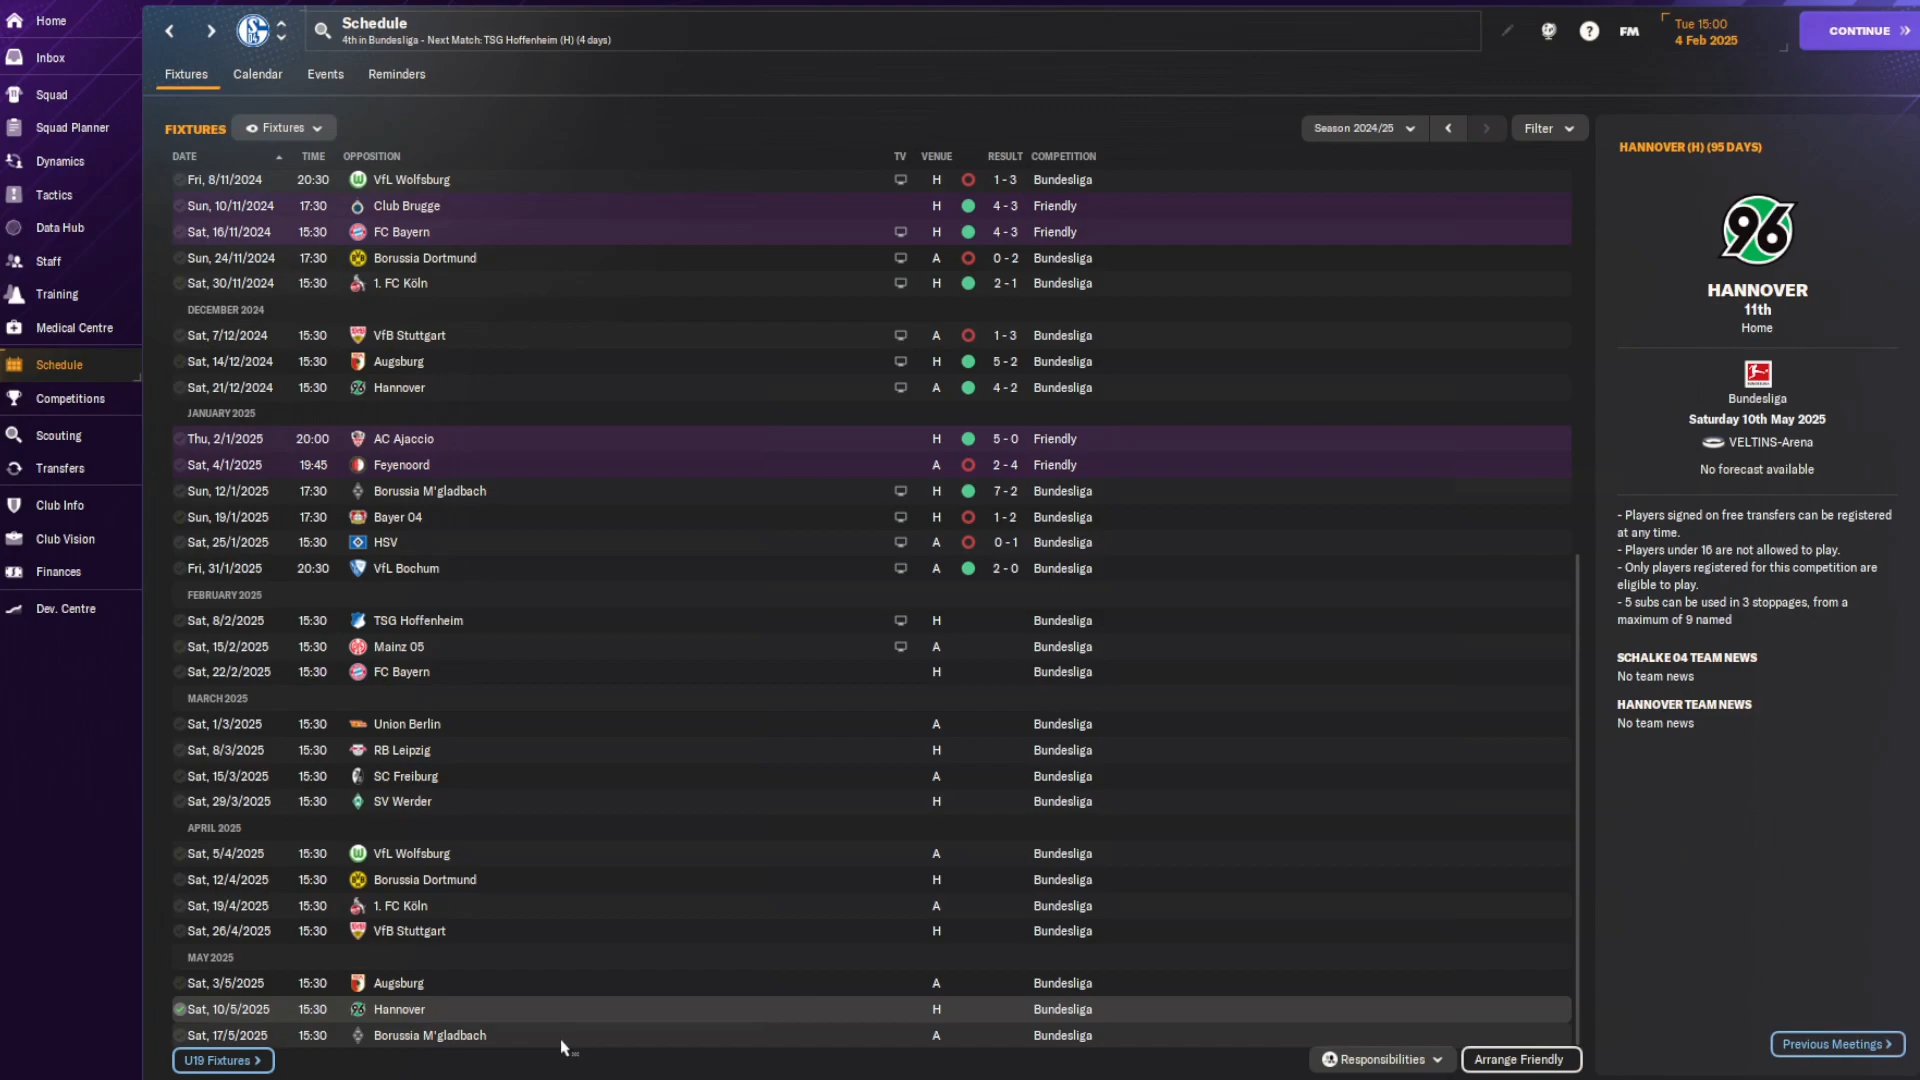 Home
Inbox
Squad
Squad Planner
Dynamics
Tactics
Data Hub
Staff
Training
Medical Centre
Schedule
Competitions
Scouting
Transfers
Club Info
Club Vision
Finances
Dev. Centre
Schedule
4th in Bundesliga - Next Match: TSG Hoffenheim (H) (4 days)
?
FM
Tue 15:00
4 Feb 2025
CONTINUE
Fixtures Calendar Events Reminders
FIXTURES Fixtures
Season 2024/25
Filter
DATE TIME OPPOSITION TV VENUE RESULT COMPETITION
Fri, 8/11/2024 20:30 VfL Wolfsburg H 1 - 3 Bundesliga
Sun, 10/11/2024 17:30 Club Brugge H 4 - 3 Friendly
Sat, 16/11/2024 15:30 FC Bayern H 4 - 3 Friendly
Sun, 24/11/2024 17:30 Borussia Dortmund A 0 - 2 Bundesliga
Sat, 30/11/2024 15:30 1. FC Köln H 2 - 1 Bundesliga
DECEMBER 2024
Sat, 7/12/2024 15:30 VfB Stuttgart A 1 - 3 Bundesliga
Sat, 14/12/2024 15:30 Augsburg H 5 - 2 Bundesliga
Sat, 21/12/2024 15:30 Hannover A 4 - 2 Bundesliga
JANUARY 2025
Thu, 2/1/2025 20:00 AC Ajaccio H 5 - 0 Friendly
Sat, 4/1/2025 19:45 Feyenoord A 2 - 4 Friendly
Sun, 12/1/2025 17:30 Borussia M'gladbach H 7 - 2 Bundesliga
Sun, 19/1/2025 17:30 Bayer 04 H 1 - 2 Bundesliga
Sat, 25/1/2025 15:30 HSV A 0 - 1 Bundesliga
Fri, 31/1/2025 20:30 VfL Bochum A 2 - 0 Bundesliga
FEBRUARY 2025
Sat, 8/2/2025 15:30 TSG Hoffenheim H Bundesliga
Sat, 15/2/2025 15:30 Mainz 05 A Bundesliga
Sat, 22/2/2025 15:30 FC Bayern H Bundesliga
MARCH 2025
Sat, 1/3/2025 15:30 Union Berlin A Bundesliga
Sat, 8/3/2025 15:30 RB Leipzig H Bundesliga
Sat, 15/3/2025 15:30 SC Freiburg A Bundesliga
Sat, 29/3/2025 15:30 SV Werder H Bundesliga
APRIL 2025
Sat, 5/4/2025 15:30 VfL Wolfsburg A Bundesliga
Sat, 12/4/2025 15:30 Borussia Dortmund H Bundesliga
Sat, 19/4/2025 15:30 1. FC Köln A Bundesliga
Sat, 26/4/2025 15:30 VfB Stuttgart H Bundesliga
MAY 2025
Sat, 3/5/2025 15:30 Augsburg A Bundesliga
Sat, 10/5/2025 15:30 Hannover H Bundesliga
Sat, 17/5/2025 15:30 Borussia M'gladbach A Bundesliga
U19 Fixtures
Responsibilities
Arrange Friendly
HANNOVER (H) (95 DAYS)
96
HANNOVER
11th
Home
Bundesliga
Saturday 10th May 2025
VELTINS-Arena
No forecast available
- Players signed on free transfers can be registered
at any time.
- Players under 16 are not allowed to play.
- Only players registered for this competition are
eligible to play.
- 5 subs can be used in 3 stoppages, from a
maximum of 9 named
SCHALKE 04 TEAM NEWS
No team news
HANNOVER TEAM NEWS
No team news
Previous Meetings